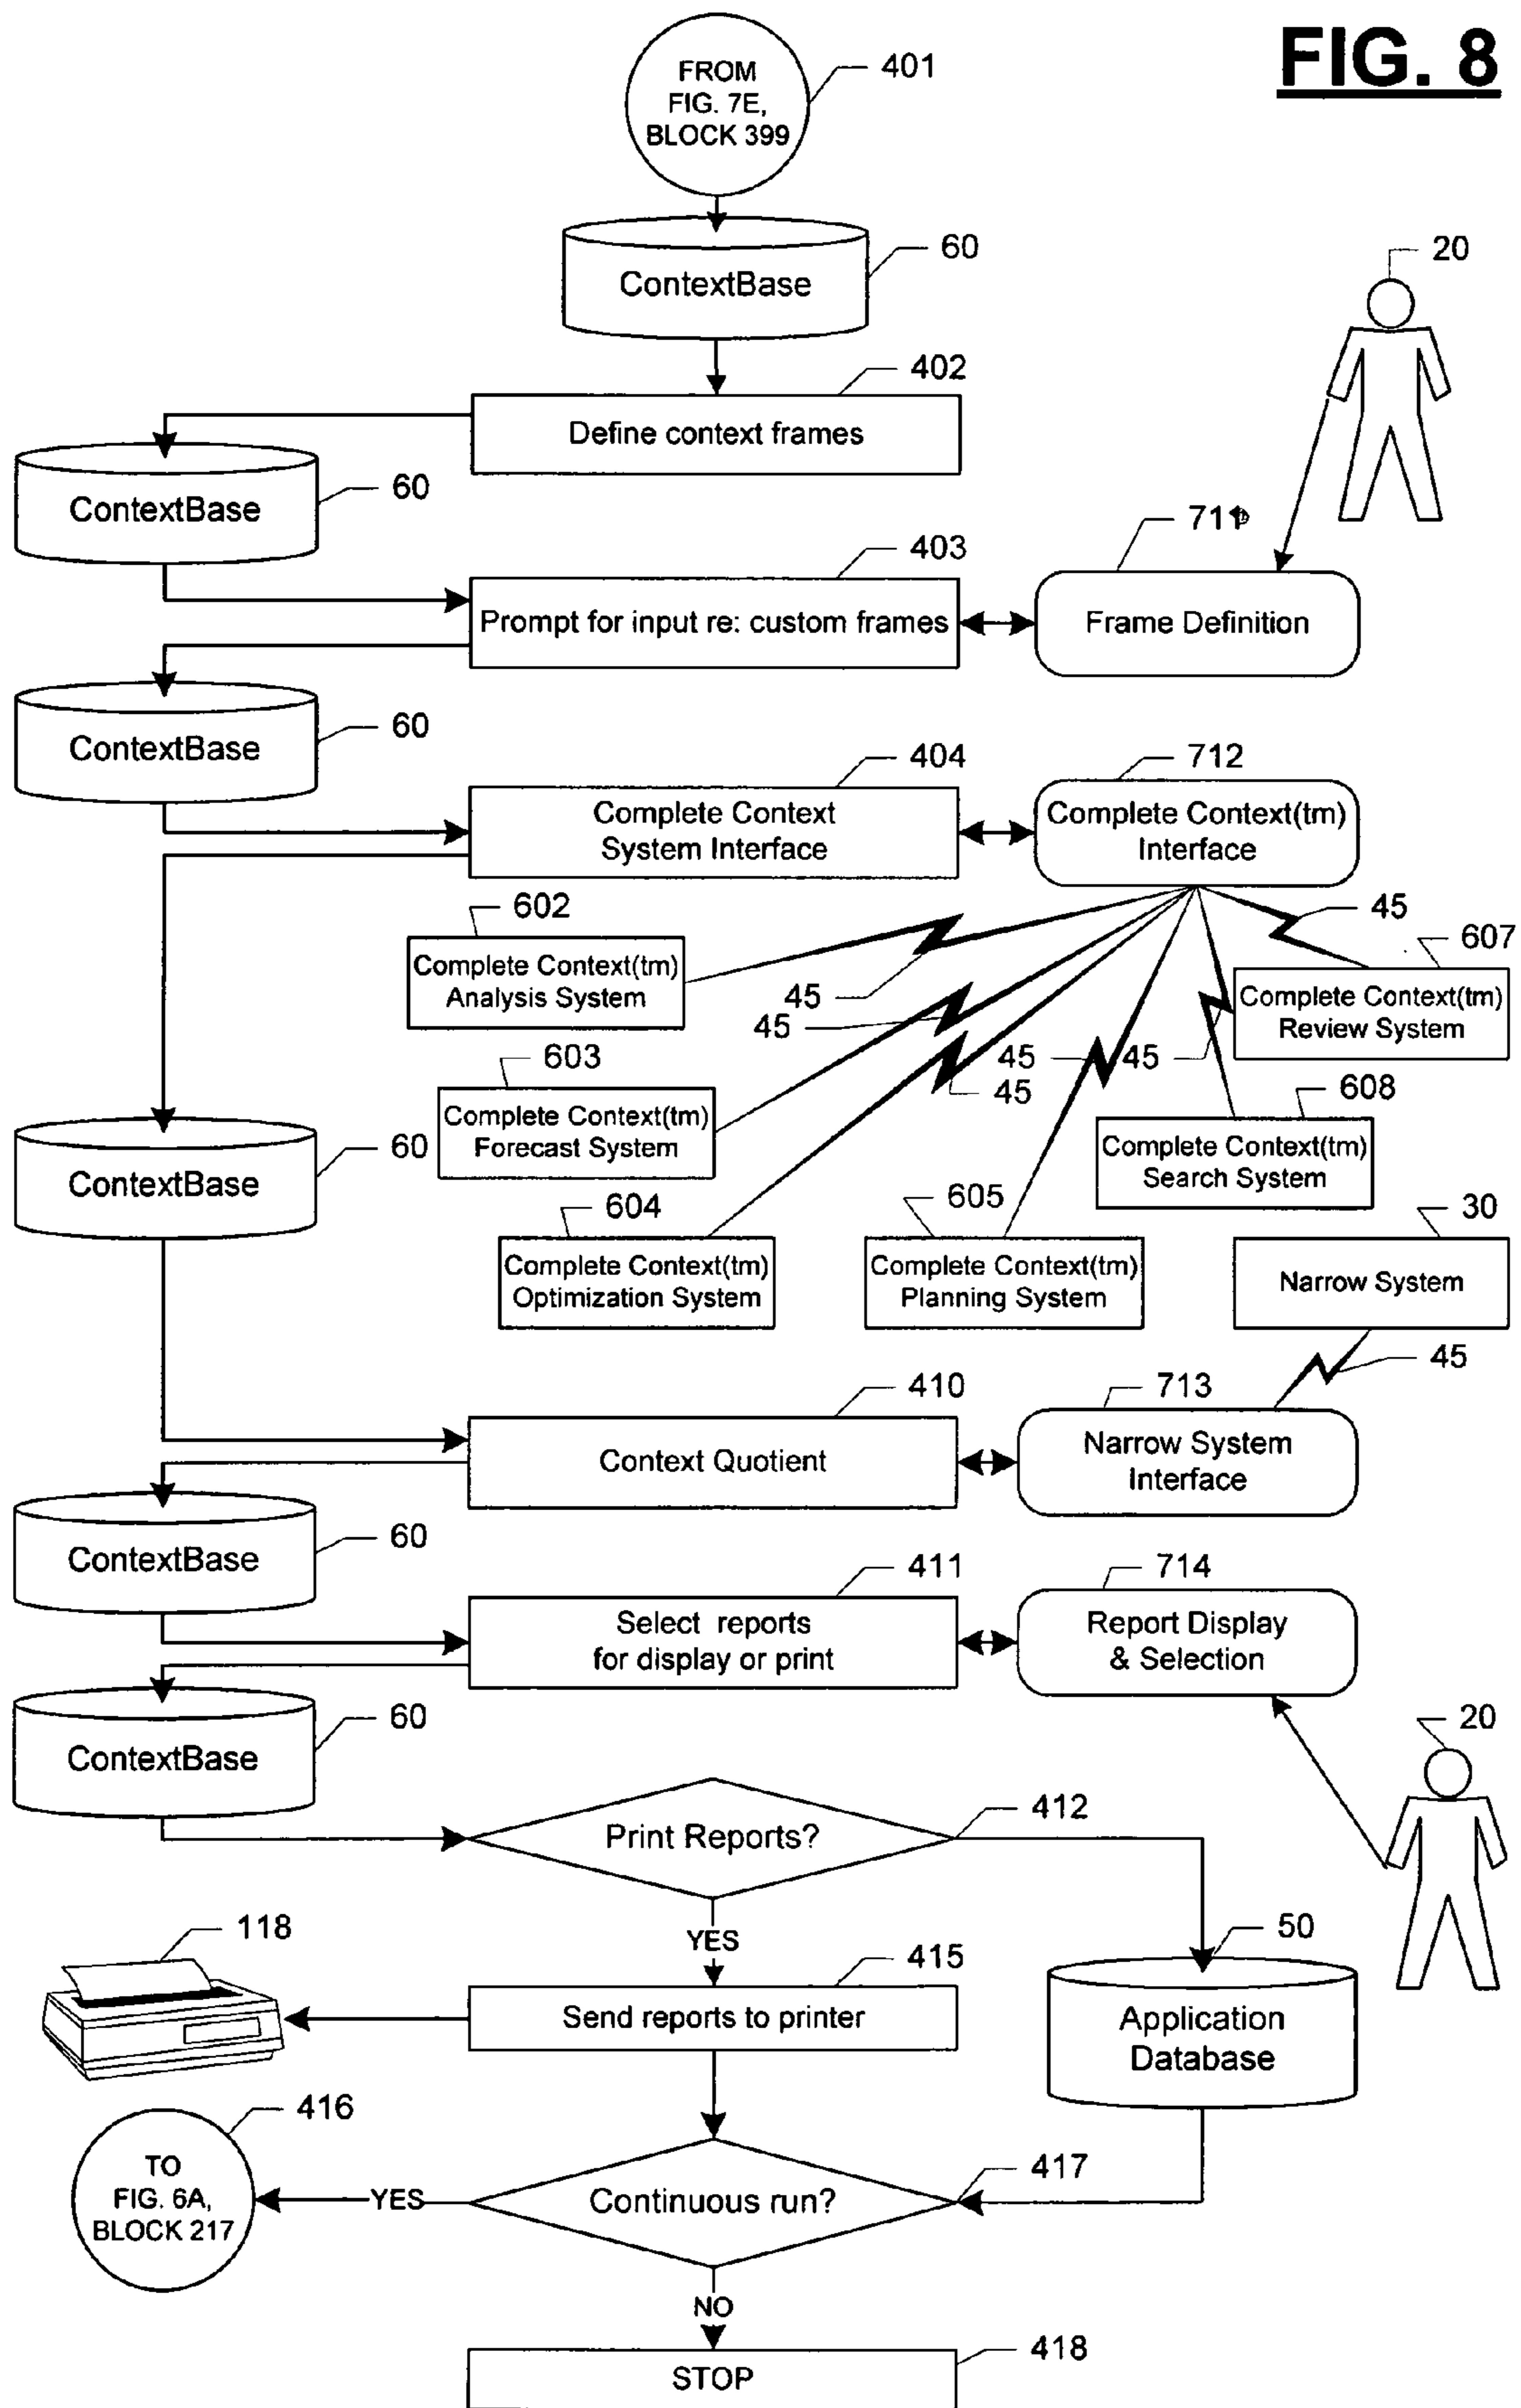 FIG. 8
FROM
FIG. 7E,
BLOCK 399
401
ContextBase
60
20
402
Define context frames
ContextBase
60
711
403
Prompt for input re: custom frames
Frame Definition
ContextBase
60
404
712
Complete Context
System Interface
Complete Context(tm)
Interface
602
45
607
Complete Context(tm)
Analysis System
45
45
Complete Context(tm)
Review System
603
45
45
45
Complete Context(tm)
Forecast System
608
ContextBase
60
Complete Context(tm)
Search System
604
605
30
Complete Context(tm)
Optimization System
Complete Context(tm)
Planning System
Narrow System
45
410
713
Context Quotient
Narrow System
Interface
ContextBase
60
411
714
Select reports
for display or print
Report Display
& Selection
ContextBase
60
20
412
Print Reports?
118
YES
50
415
Send reports to printer
Application
Database
416
TO
FIG. 6A,
BLOCK 217
YES
417
Continuous run?
NO
418
STOP